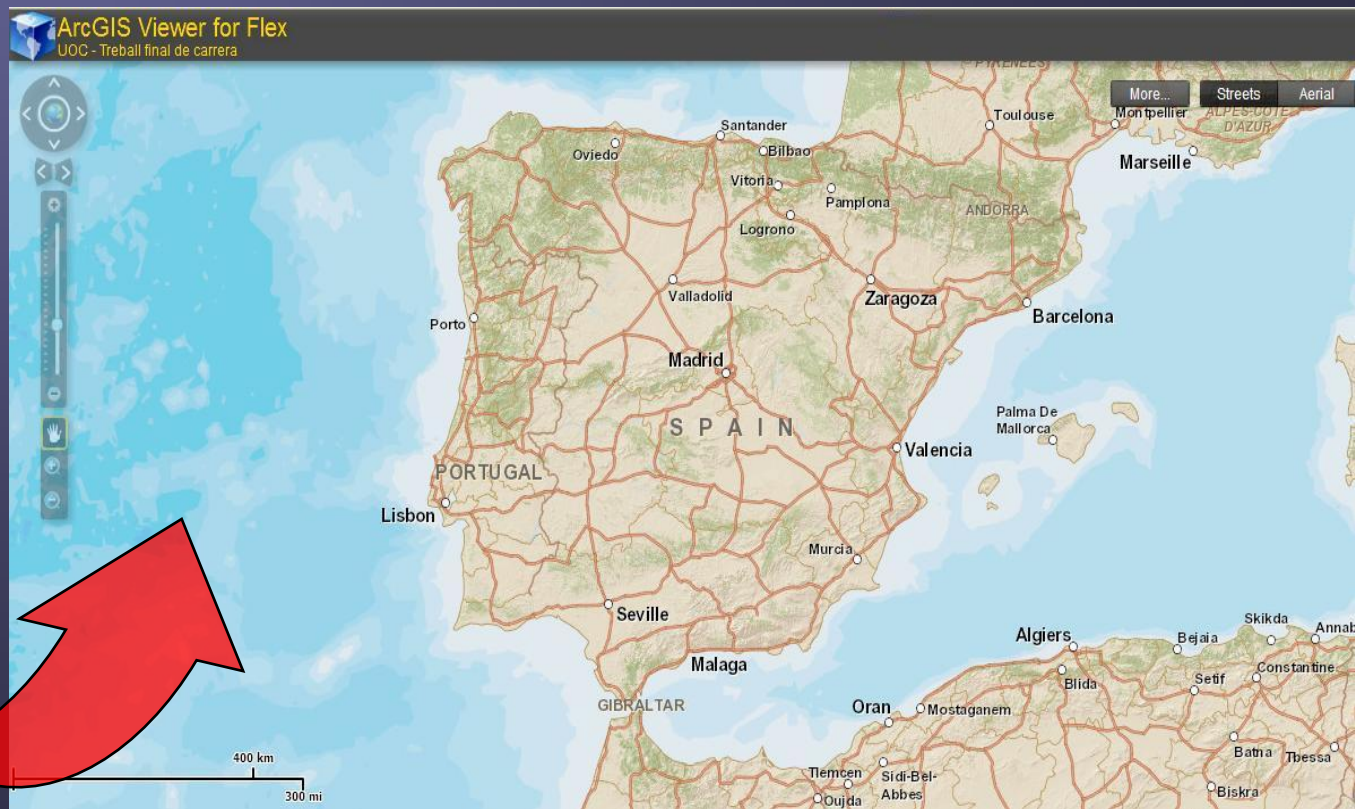 ArcGIS Viewer for Flex
UOC - Treball final de carrera
PYRENEES
More...
Streets
Aerial
Toulouse
Montpellier
ALPES-COTE
D'AZUR
Marseille
Santander
Oviedo
Bilbao
Vitoria
Pamplona
Logrono
ANDORRA
Valladolid
Zaragoza
Barcelona
Porto
Madrid
Palma De
Mallorca
SPAIN
Valencia
PORTUGAL
Lisbon
Murcia
Seville
Malaga
GIBRALTAR
Algiers
Bejaia
Skikda
Annab
Constantine
Setif
Blida
Oran
Mostaganem
Batna
Tbessa
Tlemcen
Sidi-Bel-
Abbes
Oujda
Biskra
400 km
300 mi